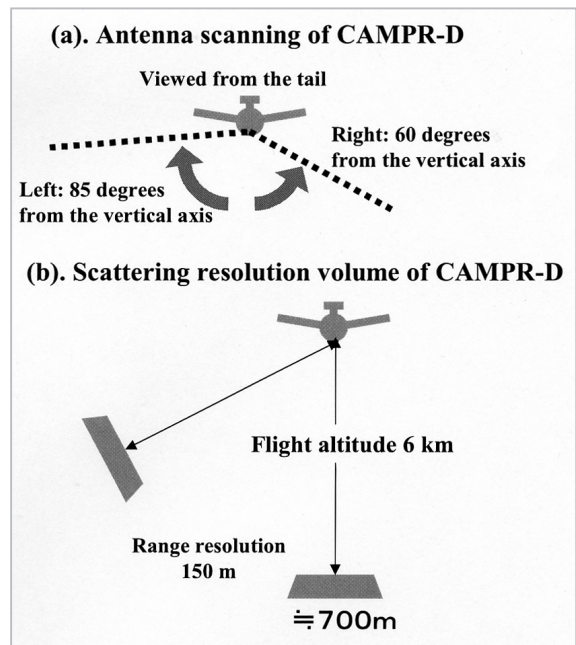 (a). Antenna scanning of CAMPR-D
Viewed from the tail
Right: 60 degrees
from the vertical axis
Left: 85 degrees
from the vertical axis
(b). Scattering resolution volume of CAMPR-D
Flight altitude 6 km
Range resolution
150 m
≒700m